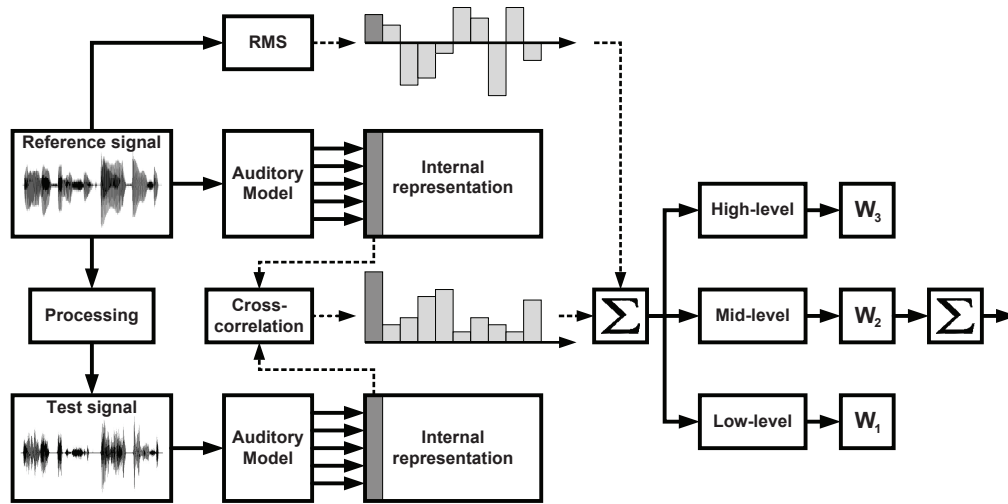 RMS
Reference signal
Auditory
Model
Internal
representation
High-level
W3
Processing
Cross-
correlation
Σ
Mid-level
W2
Σ
Test signal
Auditory
Model
Internal
representation
Low-level
W1